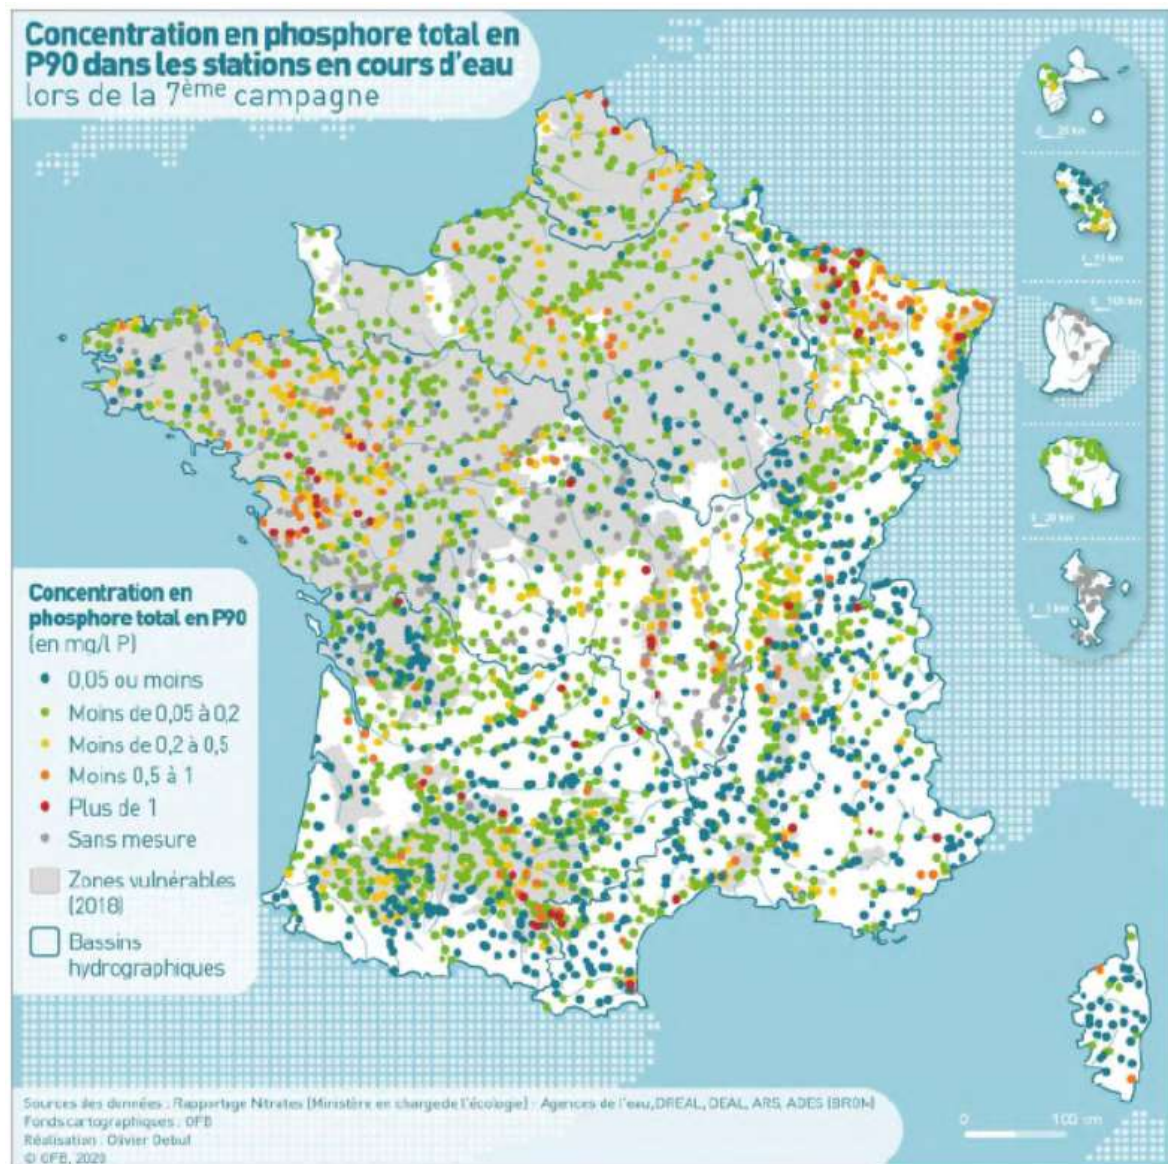 Concentration en phosphore total en
P90 dans les stations en cours d'eau
lors de la 7ème campagne
Concentration en
phosphore total en P90
(en mg/l P)
0,05 ou moins
Moins de 0,05 à 0,2
Moins de 0,2 à 0,5
Moins 0,5 à 1
Plus de 1
Sans mesure
Zones vulnérables
(2018)
Bassins
hydrographiques
Sources des données : Rapportage Nitrates (Ministère en charge de l'écologie) - Agences de l'eau, DREAL, DEAL, ARS, ADES (BRGM)
Fonds cartographiques : OFB
Réalisation : Olivier Debuf
© OFB, 2020
0 100 km